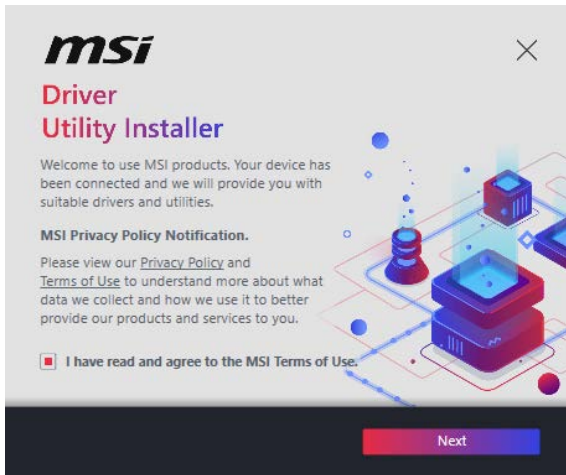 msi
Driver
Utility Installer
Welcome to use MSI products. Your device has
been connected and we will provide you with
suitable drivers and utilities.
MSI Privacy Policy Notification.
Please view our Privacy Policy and
Terms of Use to understand more about what
data we collect and how we use it to better
provide our products and services to you.
I have read and agree to the MSI Terms of Use.
Next